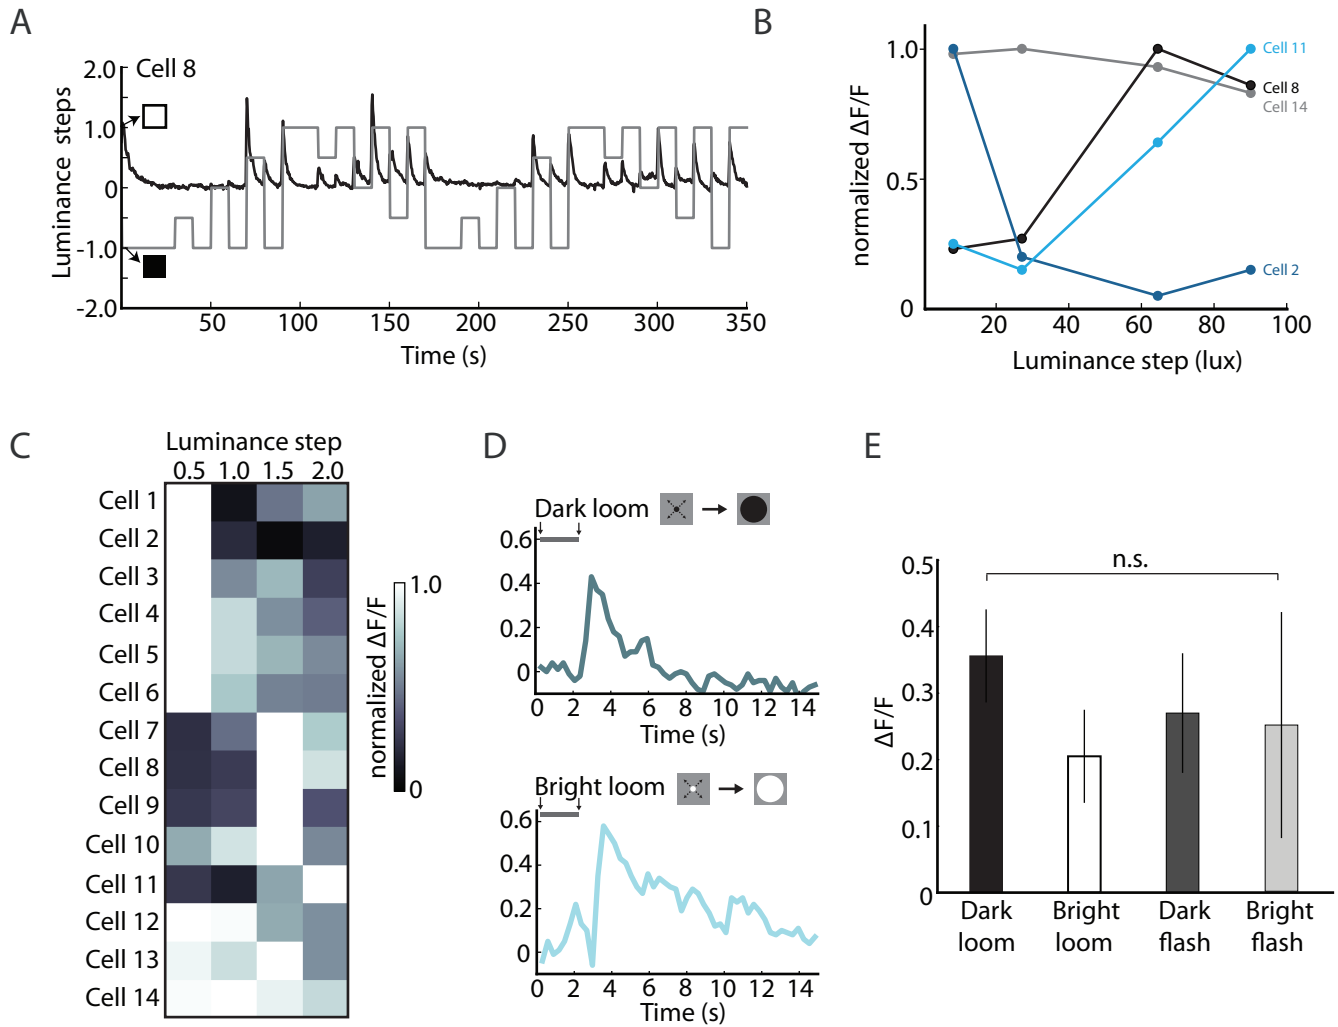 A
Cell 8
Luminance steps
2.0
1.0
0
-1.0
-2.0
50
100
150
200
250
300
350
Time (s)
B
normalized ΔF/F
1.0
0.5
0
20
40
60
80
100
Luminance step (lux)
Cell 11
Cell 8
Cell 14
Cell 2
C
Luminance step
0.5 1.0 1.5 2.0
Cell 1
Cell 2
Cell 3
Cell 4
Cell 5
Cell 6
Cell 7
Cell 8
Cell 9
Cell 10
Cell 11
Cell 12
Cell 13
Cell 14
normalized ΔF/F
1.0
0
D
Dark loom
0.6
0.4
0.2
0
0 2 4 6 8 10 12 14
Time (s)
Bright loom
0.6
0.4
0.2
0
0 2 4 6 8 10 12 14
Time (s)
E
n.s.
ΔF/F
0.5
0.4
0.3
0.2
0.1
0
Dark loom
Bright loom
Dark flash
Bright flash